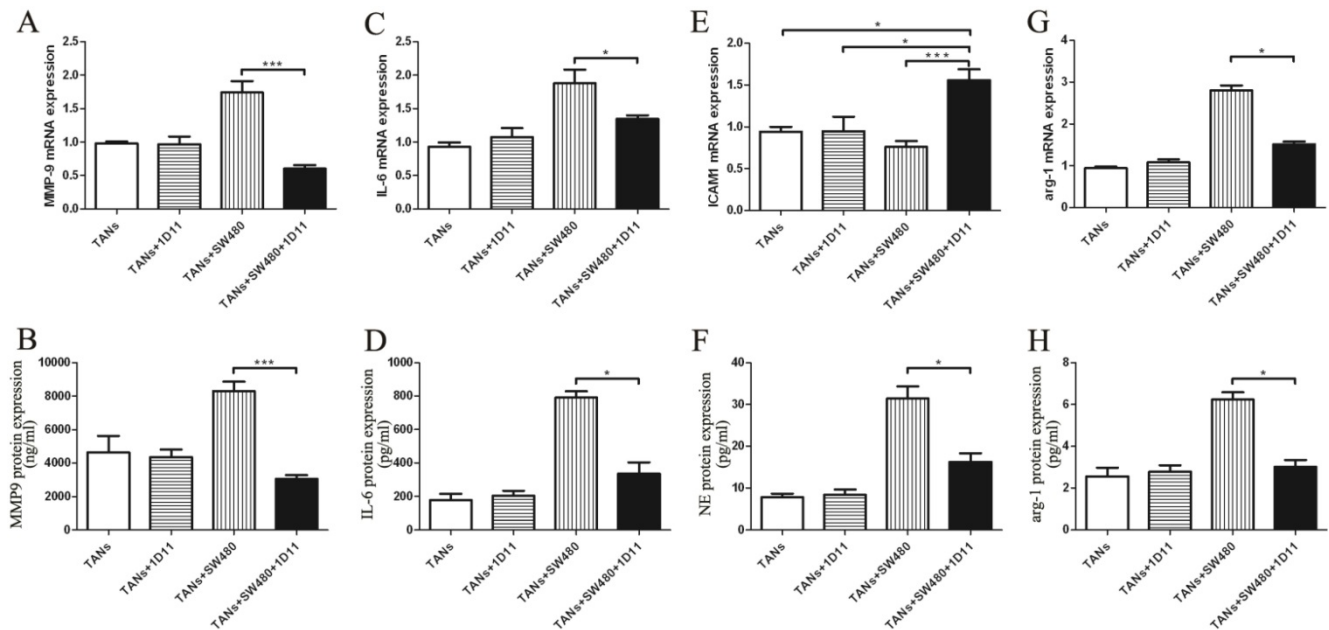 A
MMP-9 mRNA expression
2.5
2.0
1.5
1.0
0.5
0.0
***
TANs
TANs+1D11
TANs+SW480
TANs+SW480+1D11
C
IL-6 mRNA expression
2.5
2.0
1.5
1.0
0.5
0.0
*
TANs
TANs+1D11
TANs+SW480
TANs+SW480+1D11
E
ICAM1 mRNA expression
2.0
1.5
1.0
0.5
0.0
*
*
***
TANs
TANs+1D11
TANs+SW480
TANs+SW480+1D11
G
arg-1 mRNA expression
4
3
2
1
0
*
TANs
TANs+1D11
TANs+SW480
TANs+SW480+1D11
B
MMP9 protein expression
(ng/ml)
10000
8000
6000
4000
2000
0
***
TANs
TANs+1D11
TANs+SW480
TANs+SW480+1D11
D
IL-6 protein expression
(pg/ml)
1000
800
600
400
200
0
*
TANs
TANs+1D11
TANs+SW480
TANs+SW480+1D11
F
NE protein expression
(pg/ml)
40
30
20
10
0
*
TANs
TANs+1D11
TANs+SW480
TANs+SW480+1D11
H
arg-1 protein expression
(pg/ml)
8
6
4
2
0
*
TANs
TANs+1D11
TANs+SW480
TANs+SW480+1D11